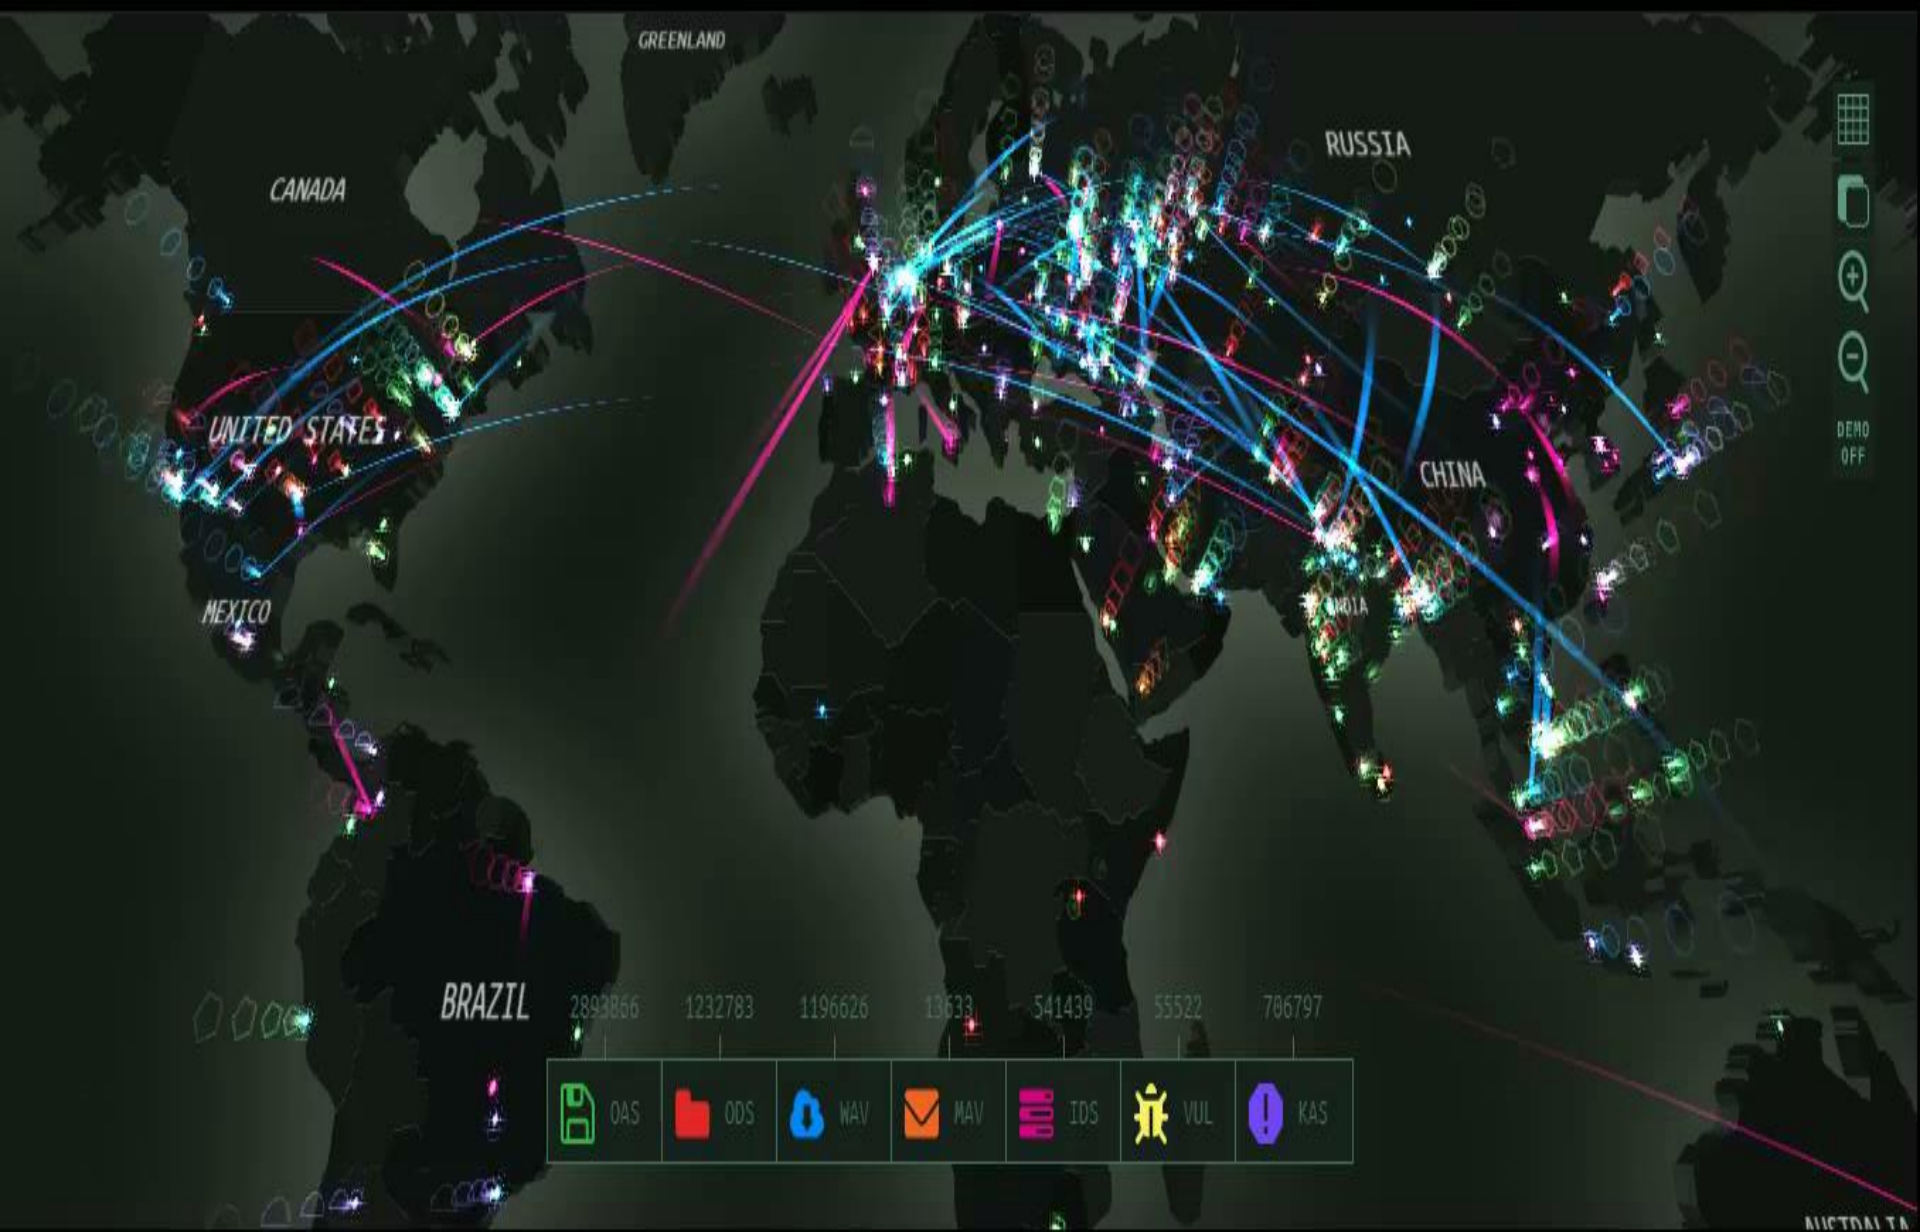 GREENLAND
RUSSIA
CANADA
UNITED STATES
DEMO
OFF
CHINA
INDIA
MEXICO
BRAZIL
2893866 1232783 1196626 13633 541439 55522 706797
OAS ODS WAV MAV IDS VUL KAS
AUSTRALIA